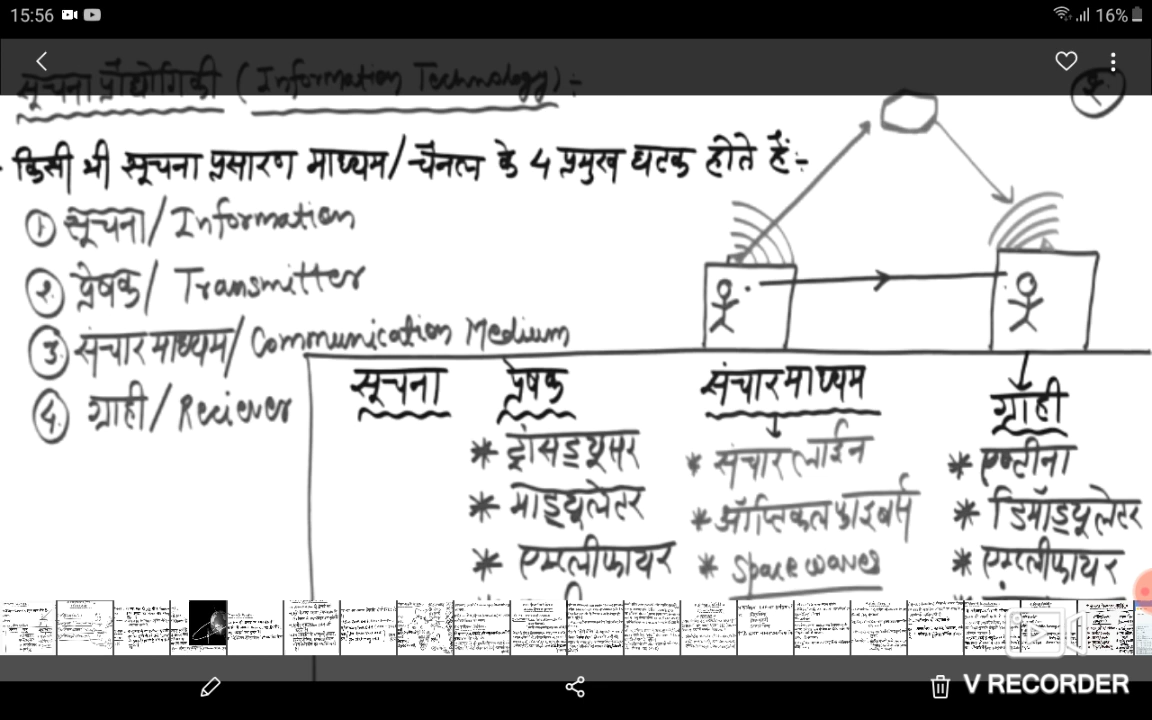 15:56
16%
सूचना प्रौद्योगिकी (Information Technology) :-
२
किसी भी सूचना प्रसारण माध्यम/चैनल के 4 प्रमुख घटक होते हैं:-
① सूचना/Information
② प्रेषक/ Transmitter
③ संचार माध्यम/Communication Medium
④ ग्राही/Reciever
सूचना प्रेषक संचार माध्यम ग्राही
* ट्रांसड्यूसर * संचार लाईन * एण्टीना
* माड्यूलेटर * ऑप्टिकल फाइबर्स * डिमॉड्यूलेटर
* एम्प्लीफायर * Space waves * एम्प्लीफायर
V RECORDER